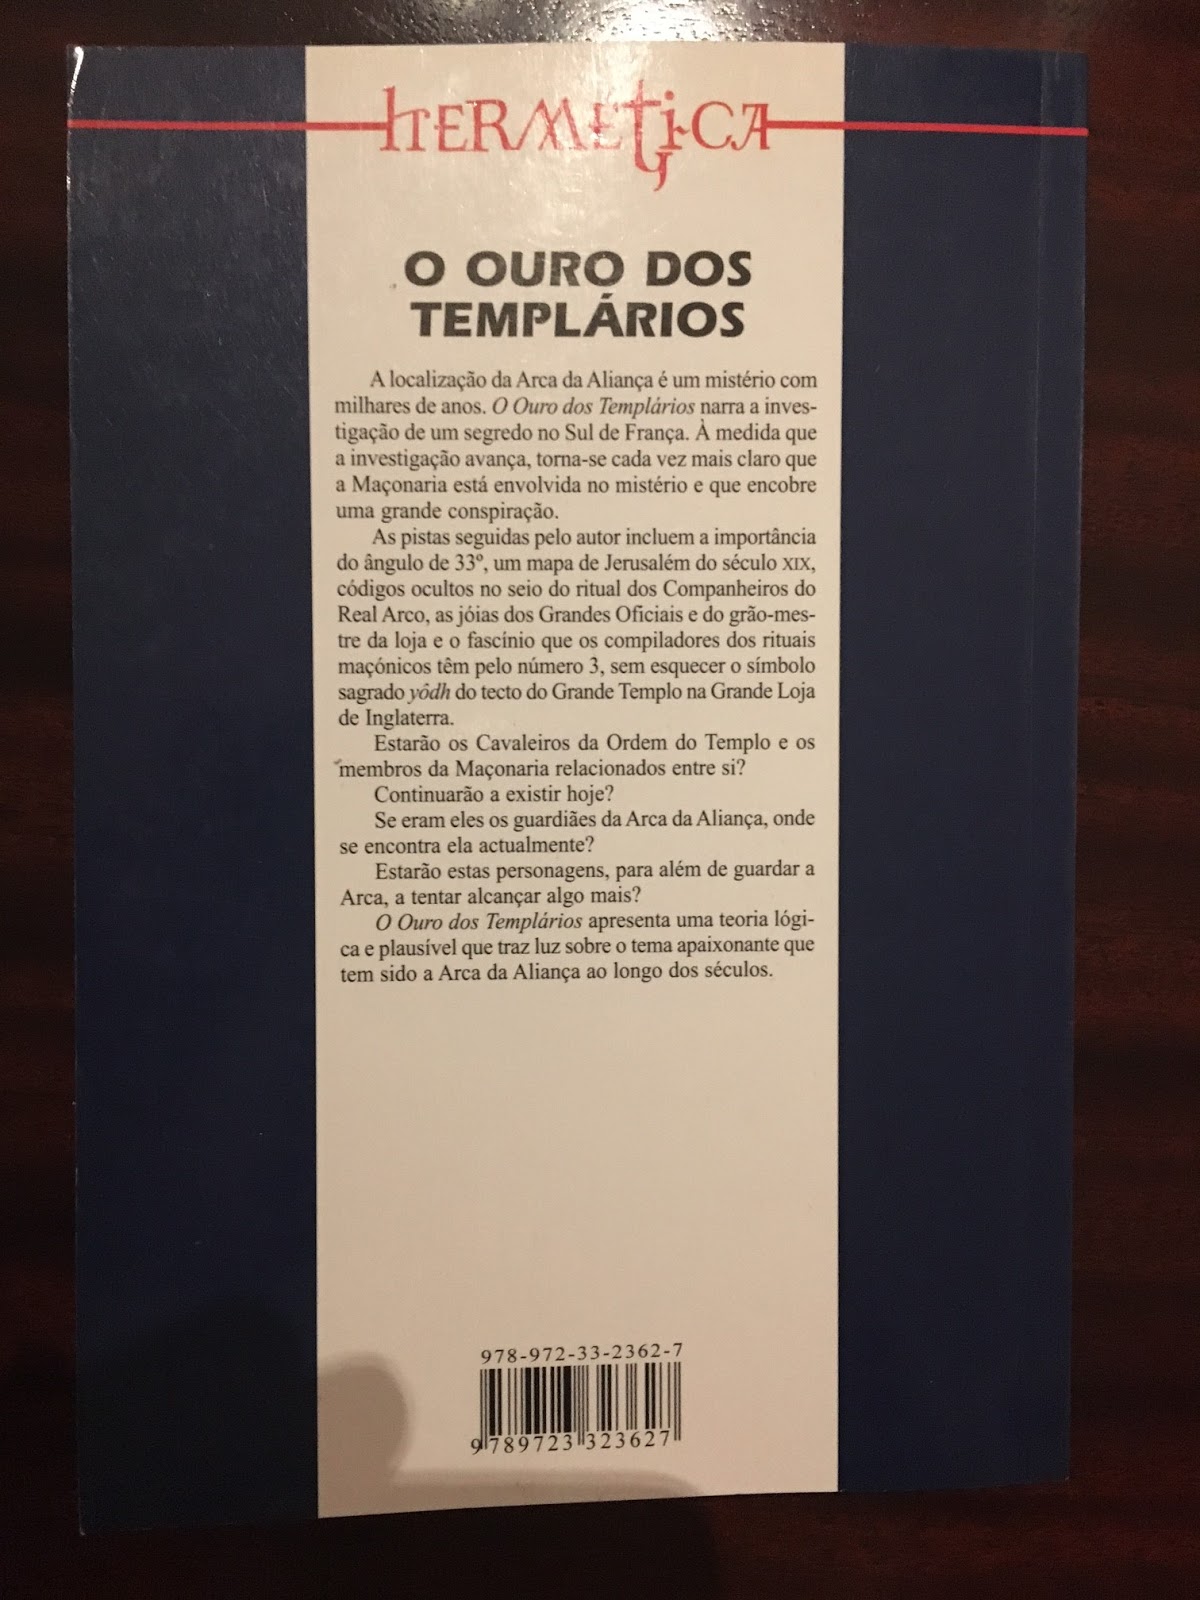 HERMETICA
O OURO DOS
TEMPLÁRIOS
A localização da Arca da Aliança é um mistério com
milhares de anos. O Ouro dos Templários narra a inves-
tigação de um segredo no Sul de França. À medida que
a investigação avança, torna-se cada vez mais claro que
a Maçonaria está envolvida no mistério e que encobre
uma grande conspiração.
As pistas seguidas pelo autor incluem a importância
do ângulo de 33º, um mapa de Jerusalém do século XIX,
códigos ocultos no seio do ritual dos Companheiros do
Real Arco, as jóias dos Grandes Oficiais e do grão-mes-
tre da loja e o fascínio que os compiladores dos rituais
maçónicos têm pelo número 3, sem esquecer o símbolo
sagrado yôdh do tecto do Grande Templo na Grande Loja
de Inglaterra.
Estarão os Cavaleiros da Ordem do Templo e os
membros da Maçonaria relacionados entre si?
Continuarão a existir hoje?
Se eram eles os guardiães da Arca da Aliança, onde
se encontra ela actualmente?
Estarão estas personagens, para além de guardar a
Arca, a tentar alcançar algo mais?
O Ouro dos Templários apresenta uma teoria lógi-
ca e plausível que traz luz sobre o tema apaixonante que
tem sido a Arca da Aliança ao longo dos séculos.
978-972-33-2362-7
9 789723 323627